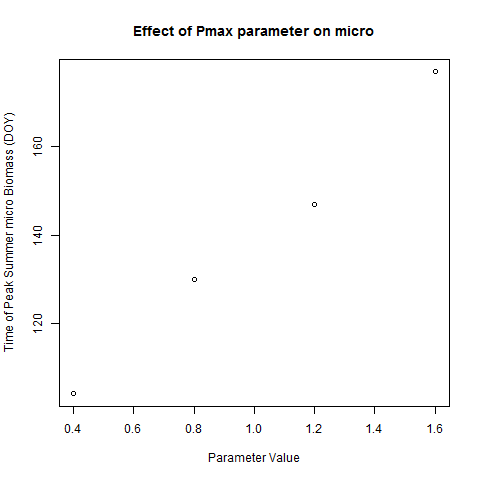 Effect of Pmax parameter on micro
Time of Peak Summer micro Biomass (DOY)
160
140
120
0.4 0.6 0.8 1.0 1.2 1.4 1.6
Parameter Value